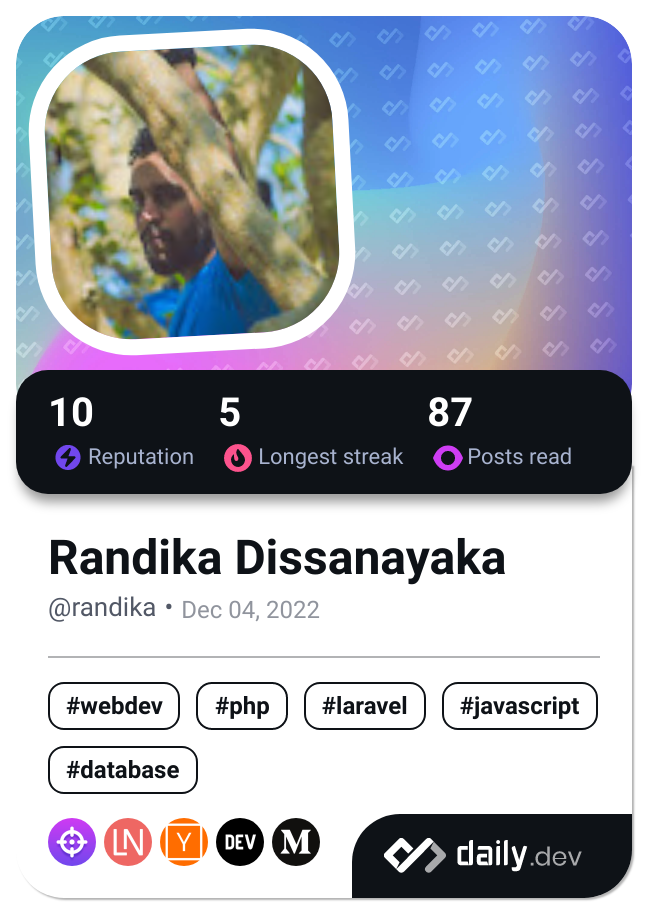 10 5 87
Reputation Longest streak Posts read
Randika Dissanayaka
@randika • Dec 04, 2022
#webdev #php #laravel #javascript
#database
LN Y DEV M daily.dev